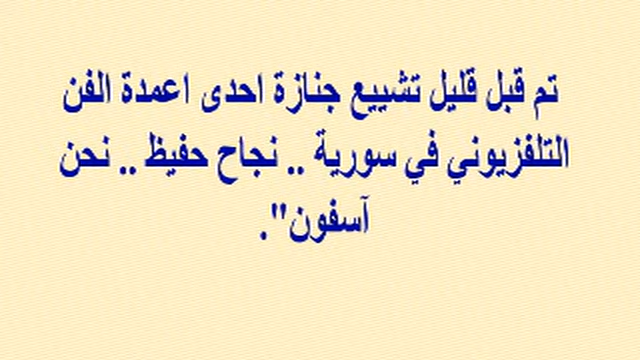 تم قبل قليل تشييع جنازة احدى اعمدة الفن
التلفزيوني في سورية .. نجاح حفيظ .. نحن
آسفون".